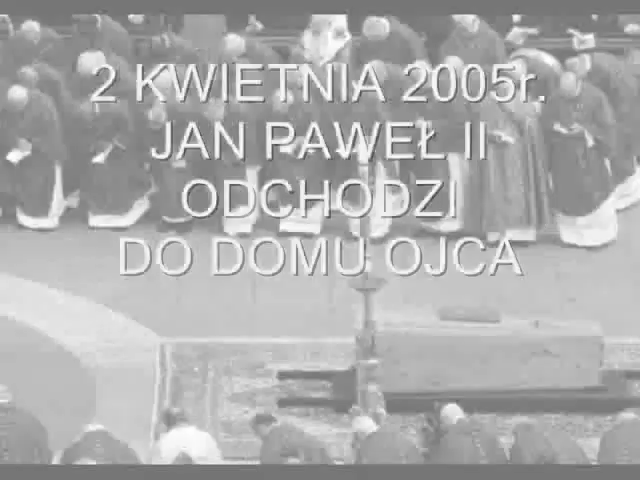 2 KWIETNIA 2005r.
JAN PAWEŁ II
ODCHODZI
DO DOMU OJCA